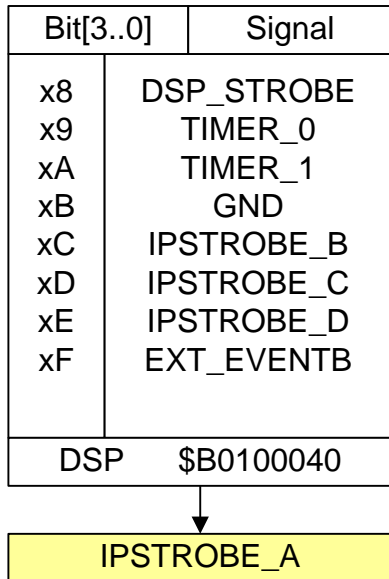 Bit[3..0] Signal
x8 DSP_STROBE
x9 TIMER_0
xA TIMER_1
xB GND
xC IPSTROBE_B
xD IPSTROBE_C
xE IPSTROBE_D
xF EXT_EVENTB
DSP $B0100040
IPSTROBE_A